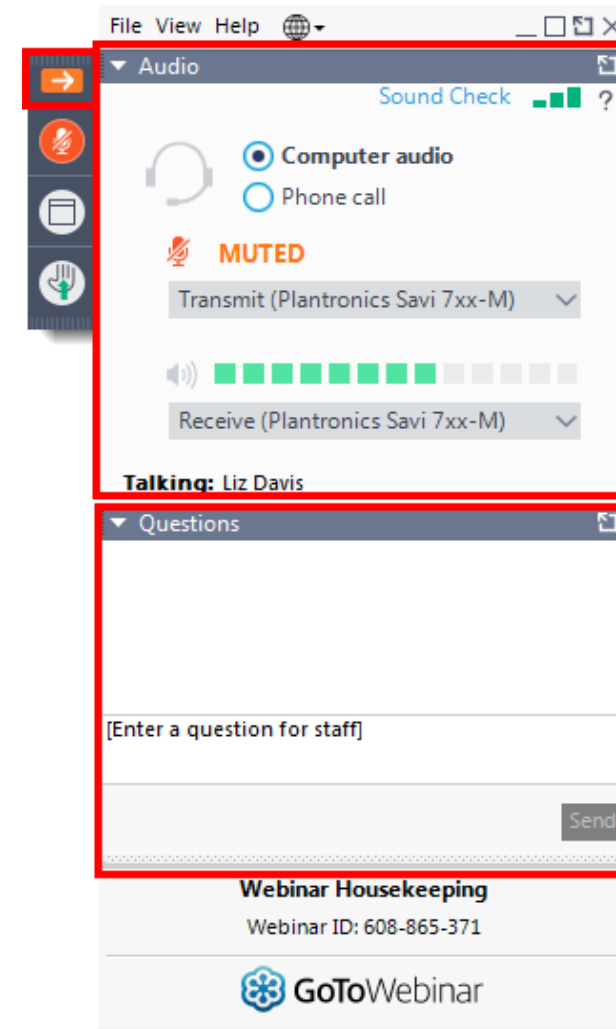 File View Help
Audio
Sound Check ?
Computer audio
Phone call
MUTED
Transmit (Plantronics Savi 7xx-M)
Receive (Plantronics Savi 7xx-M)
Talking: Liz Davis
Questions
[Enter a question for staff]
Send
Webinar Housekeeping
Webinar ID: 608-865-371
GoToWebinar